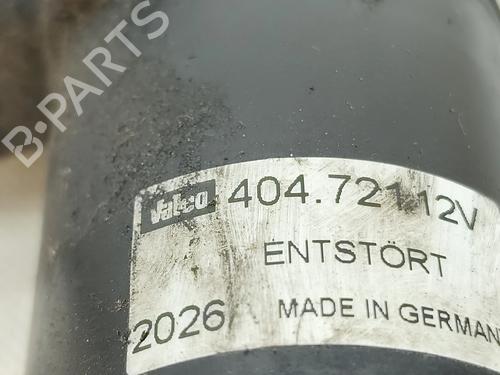 B-PARTS
Valeo 404.721 12V
ENTSTÖRT
2026 MADE IN GERMAN